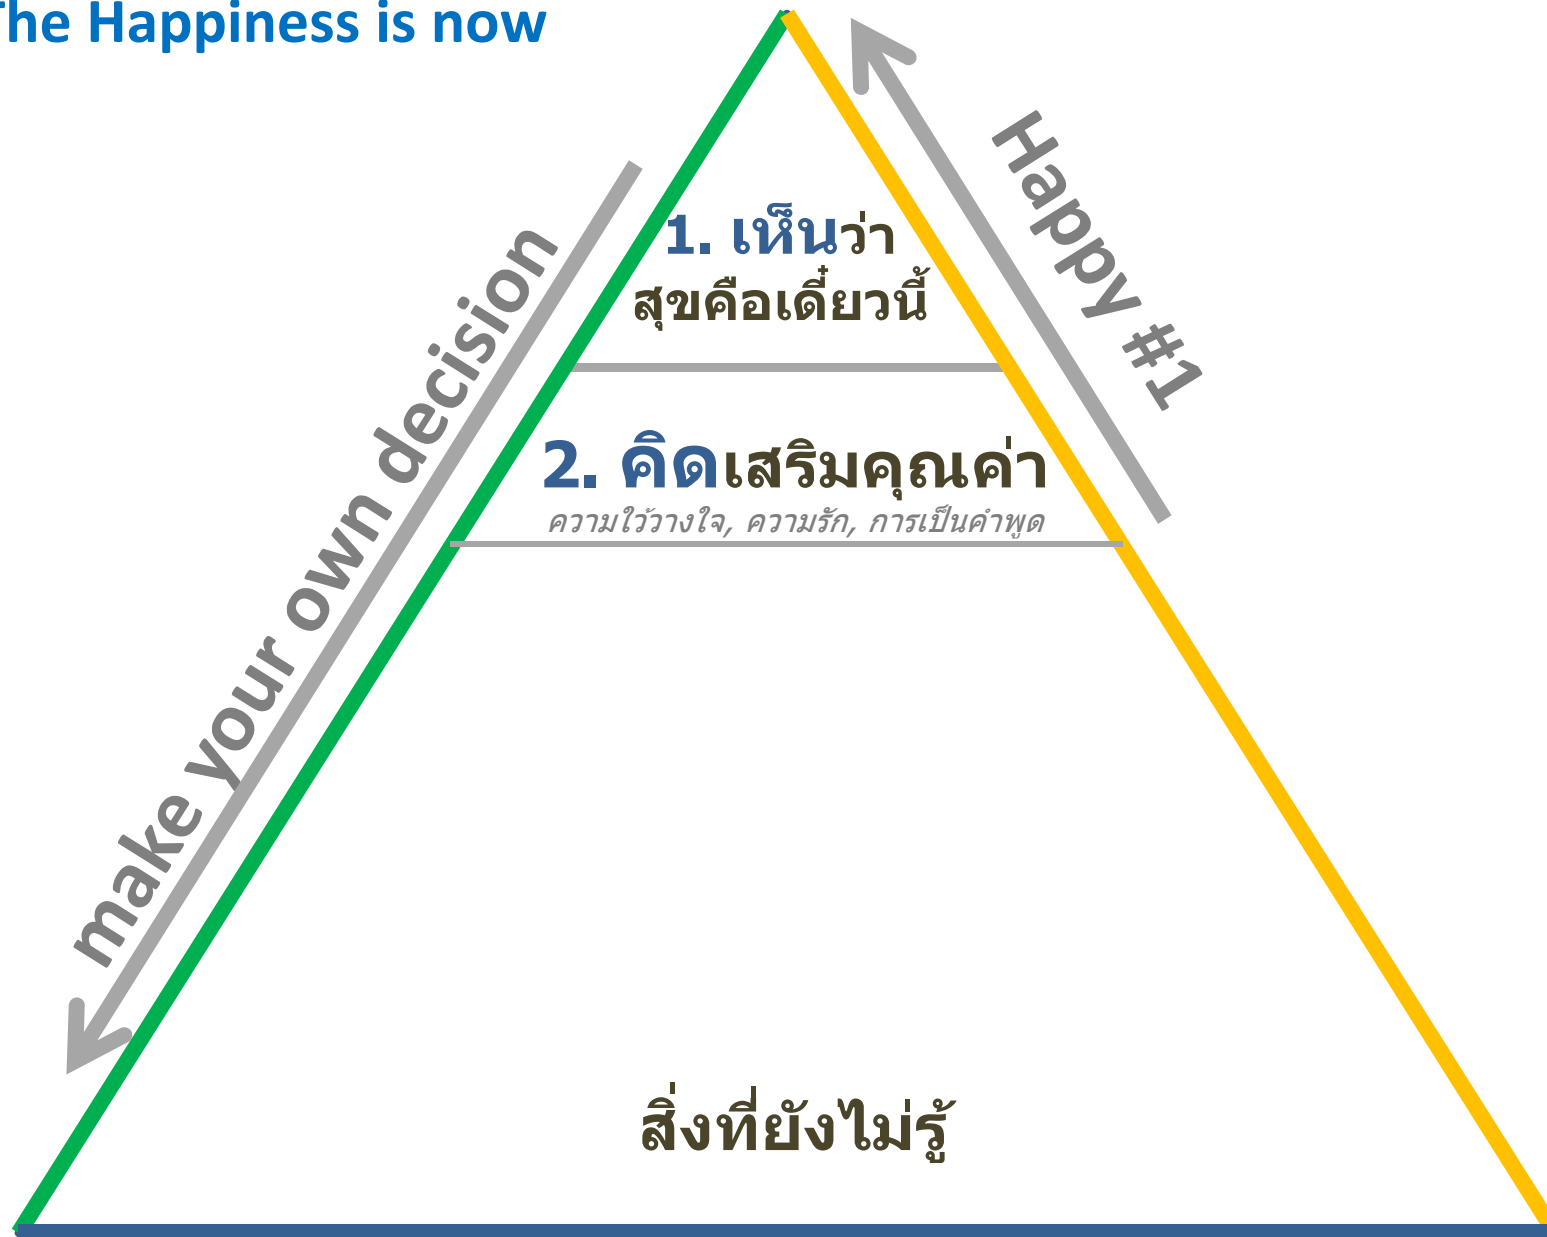 The Happiness is now
make your own decision
Happy #1
1. เห็นว่า
สุขคือเดี๋ยวนี้
2. คิดเสริมคุณค่า
ความใว้วางใจ, ความรัก, การเป็นคำพูด
สิ่งที่ยังไม่รู้